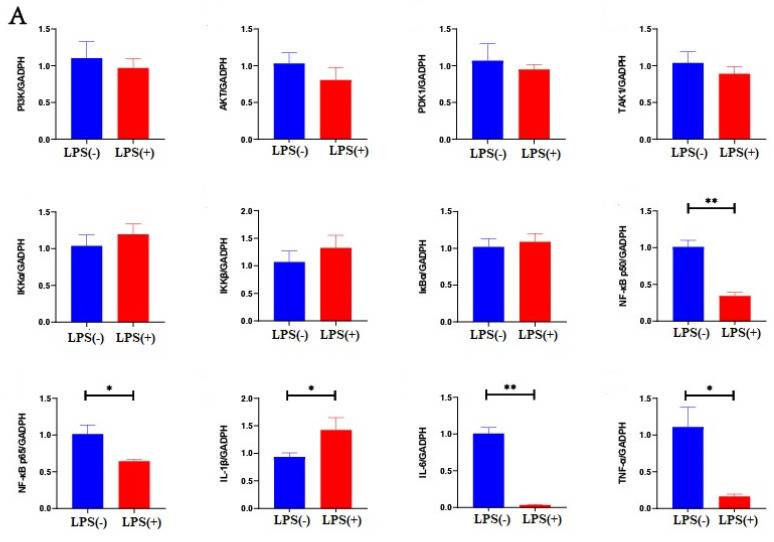 A
PI3K/GADPH
1.5
1.0
0.5
0.0
LPS(-) LPS(+)
AKT/GADPH
1.5
1.0
0.5
0.0
LPS(-) LPS(+)
PDK1/GADPH
1.5
1.0
0.5
0.0
LPS(-) LPS(+)
TAK1/GADPH
1.5
1.0
0.5
0.0
LPS(-) LPS(+)
IKKα/GADPH
1.5
1.0
0.5
0.0
LPS(-) LPS(+)
IKKβ/GADPH
2.0
1.5
1.0
0.5
0.0
LPS(-) LPS(+)
IκBα/GADPH
1.5
1.0
0.5
0.0
LPS(-) LPS(+)
NF-κB p50/GADPH
**
1.5
1.0
0.5
0.0
LPS(-) LPS(+)
NF-κB p65/GADPH
*
1.5
1.0
0.5
0.0
LPS(-) LPS(+)
IL-1β/GADPH
*
2.0
1.5
1.0
0.5
0.0
LPS(-) LPS(+)
IL-6/GADPH
**
1.5
1.0
0.5
0.0
LPS(-) LPS(+)
TNF-α/GADPH
*
1.5
1.0
0.5
0.0
LPS(-) LPS(+)